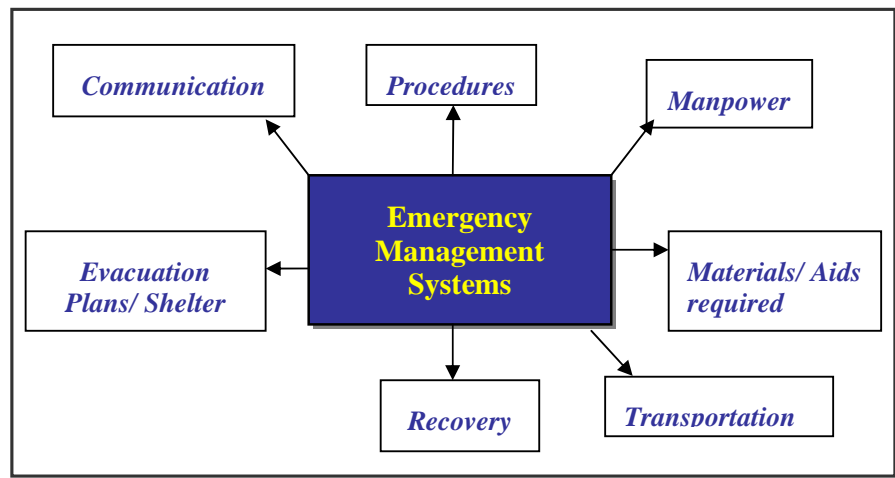 Communication
Procedures
Manpower
Emergency
Management
Systems
Evacuation
Plans/ Shelter
Materials/ Aids
required
Recovery
Transportation